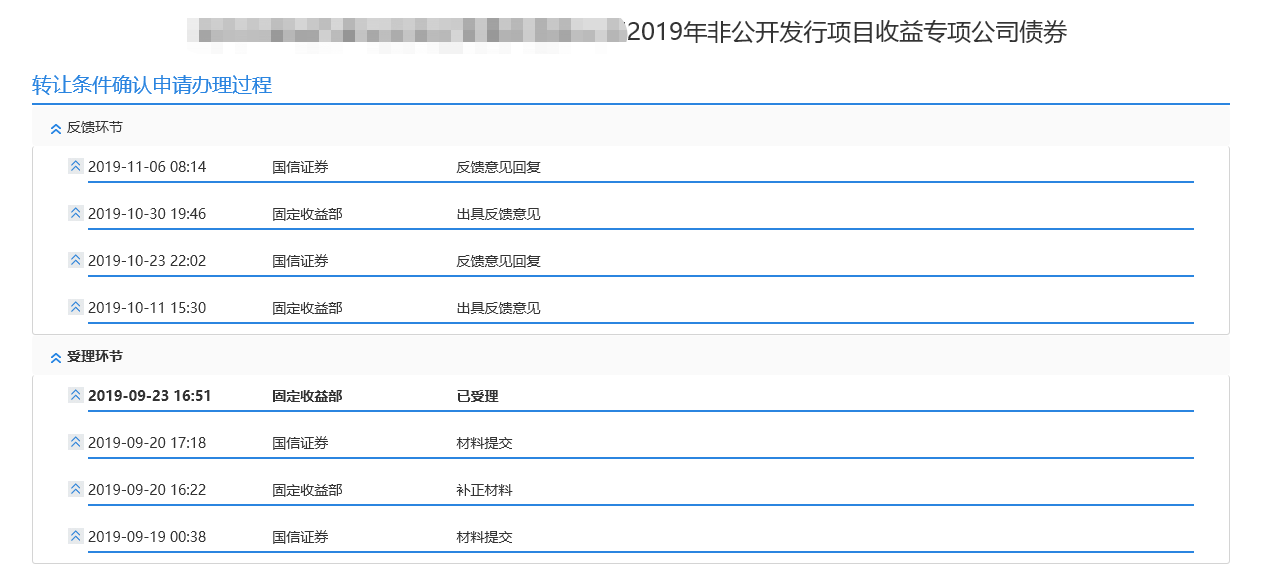 2019年非公开发行项目收益专项公司债券
转让条件确认申请办理过程
反馈环节
2019-11-06 08:14 国信证券 反馈意见回复
2019-10-30 19:46 固定收益部 出具反馈意见
2019-10-23 22:02 国信证券 反馈意见回复
2019-10-11 15:30 固定收益部 出具反馈意见
受理环节
2019-09-23 16:51 固定收益部 已受理
2019-09-20 17:18 国信证券 材料提交
2019-09-20 16:22 固定收益部 补正材料
2019-09-19 00:38 国信证券 材料提交